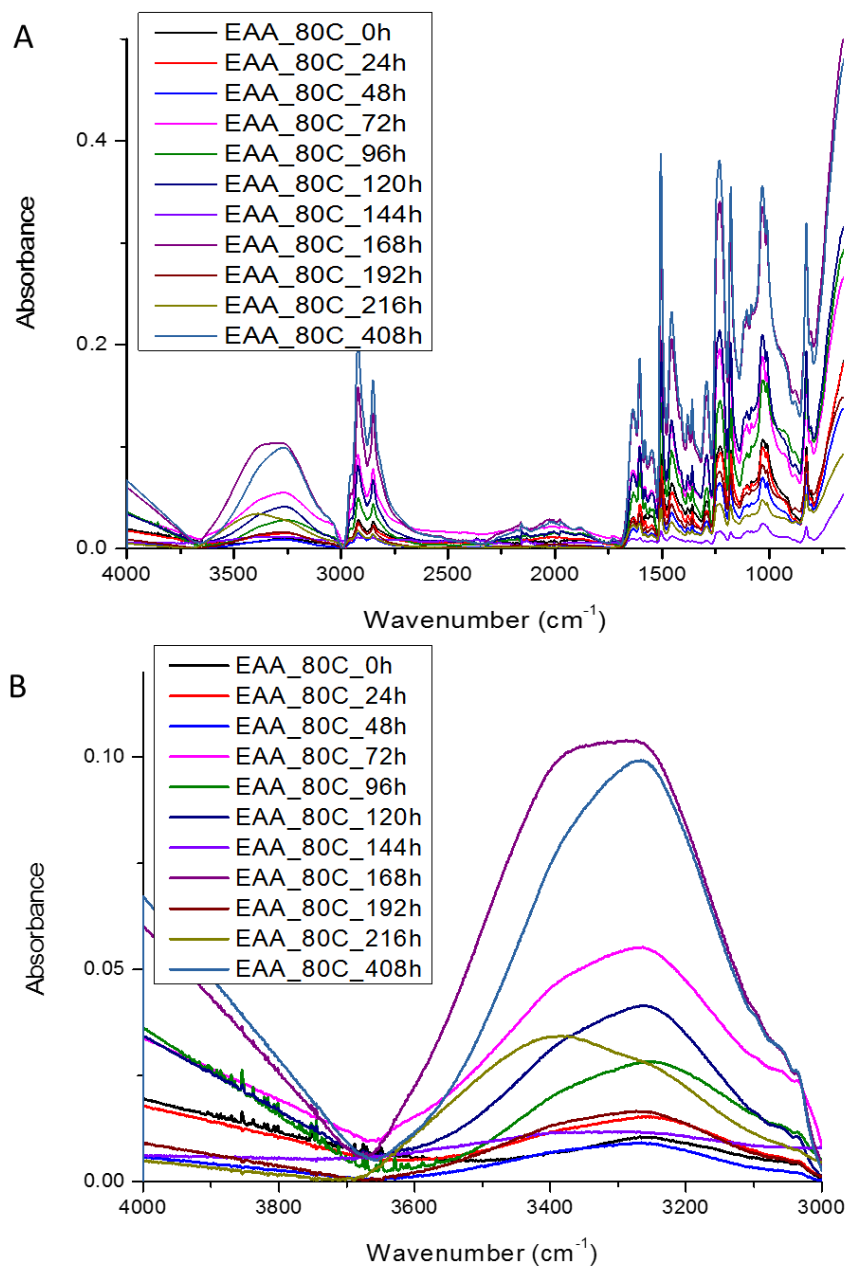 A
EAA_80C_0h
EAA_80C_24h
EAA_80C_48h
EAA_80C_72h
EAA_80C_96h
EAA_80C_120h
EAA_80C_144h
EAA_80C_168h
EAA_80C_192h
EAA_80C_216h
EAA_80C_408h
Absorbance
0.4
0.2
0.0
4000 3500 3000 2500 2000 1500 1000
Wavenumber (cm⁻¹)
B
EAA_80C_0h
EAA_80C_24h
EAA_80C_48h
EAA_80C_72h
EAA_80C_96h
EAA_80C_120h
EAA_80C_144h
EAA_80C_168h
EAA_80C_192h
EAA_80C_216h
EAA_80C_408h
Absorbance
0.10
0.05
0.00
4000 3800 3600 3400 3200 3000
Wavenumber (cm⁻¹)